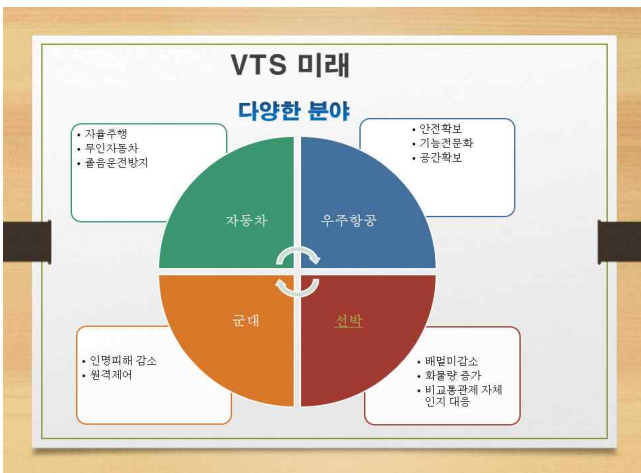 VTS 미래
다양한 분야
• 자율주행
• 무인자동차
• 졸음운전방지
• 안전확보
• 기능전문화
• 공간확보
자동차
우주항공
군대
선박
• 인명피해 감소
• 원격제어
• 배멀미감소
• 화물량 증가
• 비교통관제 자체
인지 대응